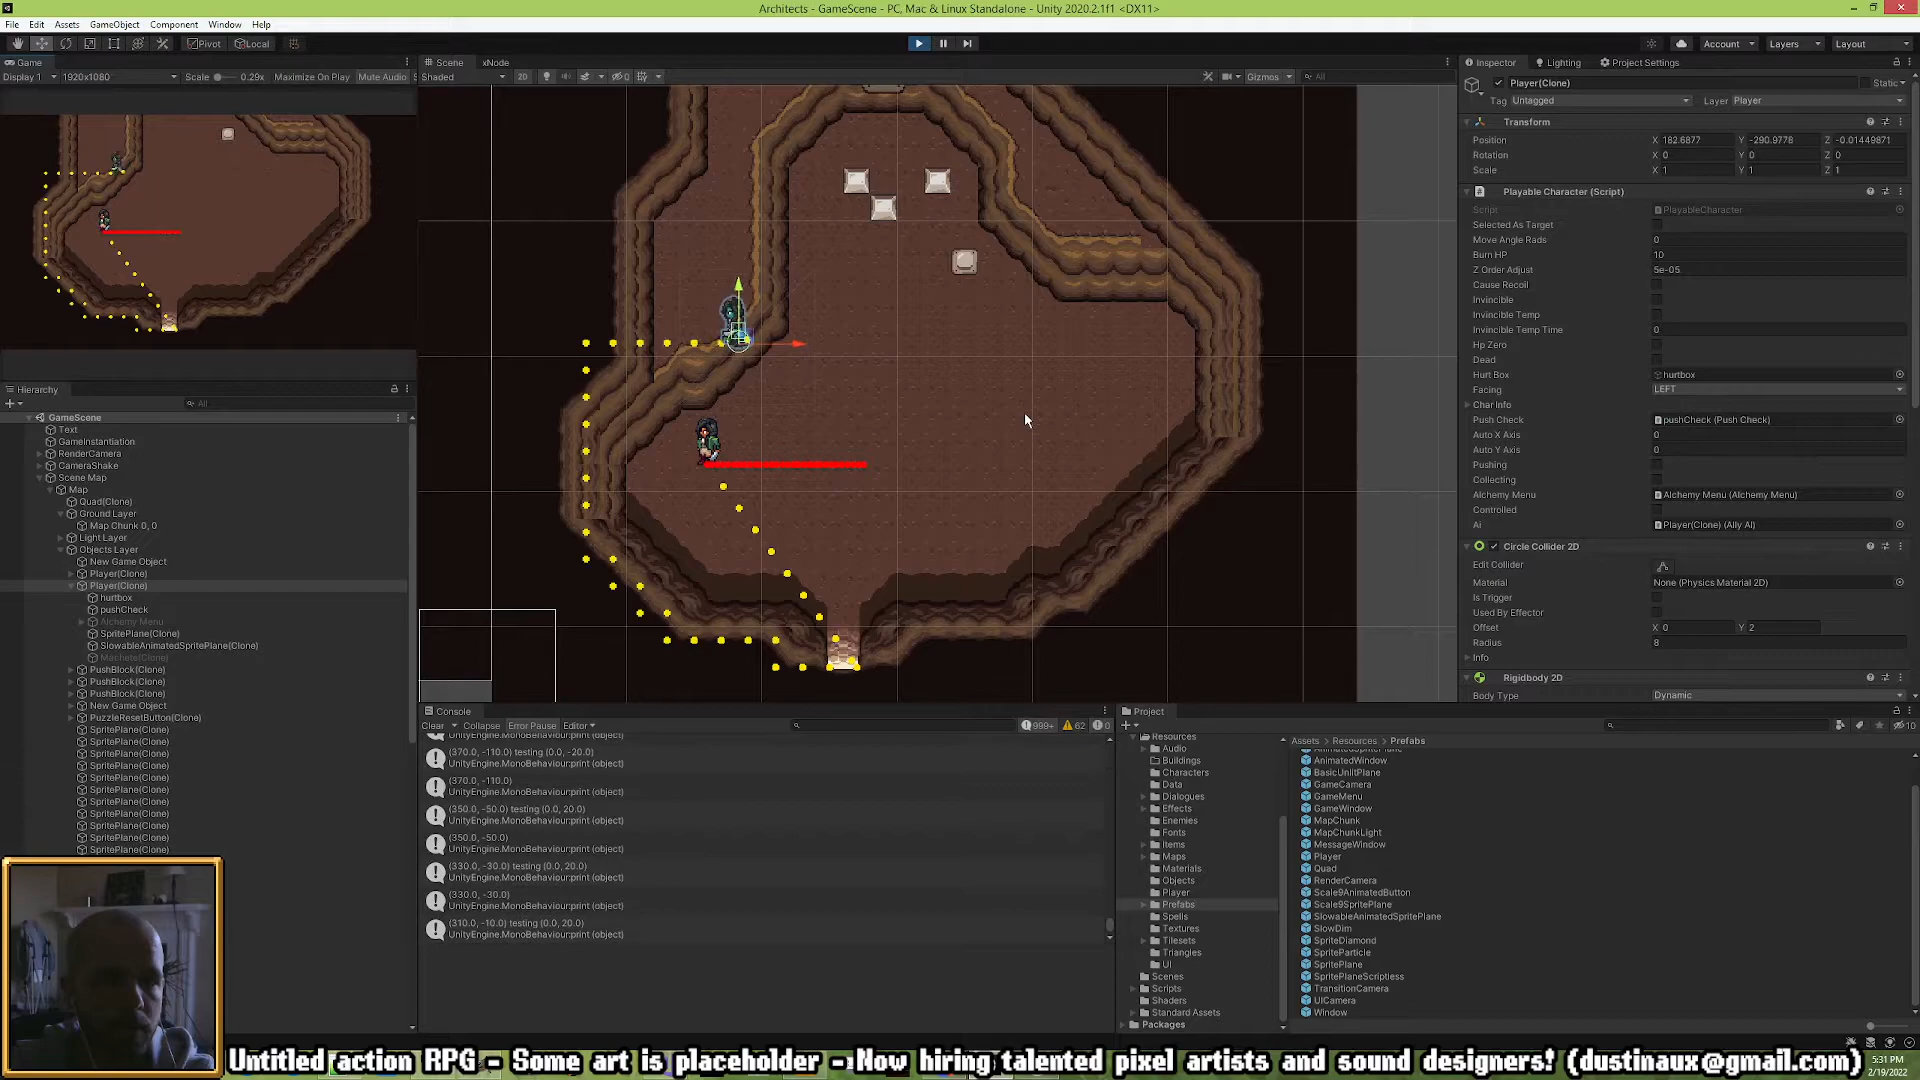 Architects - GameScene - PC, Mac & Linux Standalone - Unity 2020.2.1f1 <DX11>
File Edit Assets GameObject Component Window Help
Pivot Local
Account Layers Layout
Game
Display 1 1920x1080 Scale 0.29x Maximize On Play Mute Audio
Scene xNode
Shaded 2D 0 Gizmos All
Hierarchy
All
GameScene
Text
GameInstantiation
RenderCamera
CameraShake
Scene Map
Map
Quad(Clone)
Ground Layer
Map Chunk 0, 0
Light Layer
Objects Layer
New Game Object
Player(Clone)
Player(Clone)
hurtbox
pushCheck
Alchemy Menu
SpritePlane(Clone)
SlowableAnimatedSpritePlane(Clone)
Machete(Clone)
PushBlock(Clone)
PushBlock(Clone)
PushBlock(Clone)
New Game Object
PuzzleResetButton(Clone)
SpritePlane(Clone)
SpritePlane(Clone)
SpritePlane(Clone)
SpritePlane(Clone)
SpritePlane(Clone)
SpritePlane(Clone)
SpritePlane(Clone)
SpritePlane(Clone)
SpritePlane(Clone)
SpritePlane(Clone)
SpritePlane(Clone)
Console
Clear Collapse Error Pause Editor 999+ 62 0
UnityEngine.MonoBehaviour:print (object)
(370.0, -110.0) testing (0.0, -20.0)
UnityEngine.MonoBehaviour:print (object)
(370.0, -110.0)
UnityEngine.MonoBehaviour:print (object)
(350.0, -50.0) testing (0.0, 20.0)
UnityEngine.MonoBehaviour:print (object)
(350.0, -50.0)
UnityEngine.MonoBehaviour:print (object)
(330.0, -30.0) testing (0.0, 20.0)
UnityEngine.MonoBehaviour:print (object)
(330.0, -30.0)
UnityEngine.MonoBehaviour:print (object)
(310.0, -10.0) testing (0.0, 20.0)
UnityEngine.MonoBehaviour:print (object)
Project
10
Resources
Audio
Buildings
Characters
Data
Dialogues
Effects
Enemies
Fonts
Items
Maps
Materials
Objects
Player
Prefabs
Spells
Textures
Tilesets
Triangles
UI
Scenes
Scripts
Shaders
Standard Assets
Packages
Assets Resources Prefabs
AnimatedSpritePlane
AnimatedWindow
BasicUnlitPlane
GameCamera
GameMenu
GameWindow
MapChunk
MapChunkLight
MessageWindow
Player
Quad
RenderCamera
Scale9AnimatedButton
Scale9SpritePlane
SlowableAnimatedSpritePlane
SlowDim
SpriteDiamond
SpriteParticle
SpritePlane
SpritePlaneScriptless
TransitionCamera
UICamera
Window
Inspector Lighting Project Settings
Player(Clone) Static
Tag Untagged Layer Player
Transform
Position X 182.6877 Y -290.9778 Z -0.01449871
Rotation X 0 Y 0 Z 0
Scale X 1 Y 1 Z 1
Playable Character (Script)
Script PlayableCharacter
Selected As Target
Move Angle Rads 0
Burn HP 10
Z Order Adjust 5e-05
Cause Recoil
Invincible
Invincible Temp
Invincible Temp Time 0
Hp Zero
Dead
Hurt Box hurtbox
Facing LEFT
Char Info
Push Check pushCheck (Push Check)
Auto X Axis 0
Auto Y Axis 0
Pushing
Collecting
Alchemy Menu Alchemy Menu (Alchemy Menu)
Controlled
Ai Player(Clone) (Ally AI)
Circle Collider 2D
Edit Collider
Material None (Physics Material 2D)
Is Trigger
Used By Effector
Offset X 0 Y 2
Radius 8
Info
Rigidbody 2D
Body Type Dynamic
Untitled action RPG - Some art is placeholder - Now hiring talented pixel artists and sound designers! (dustinaux@gmail.com)
5:31 PM
2/19/2022